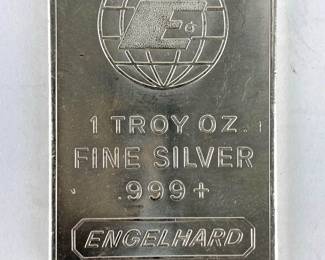 E
1 TROY OZ.
FINE SILVER
.999+
ENGELHARD